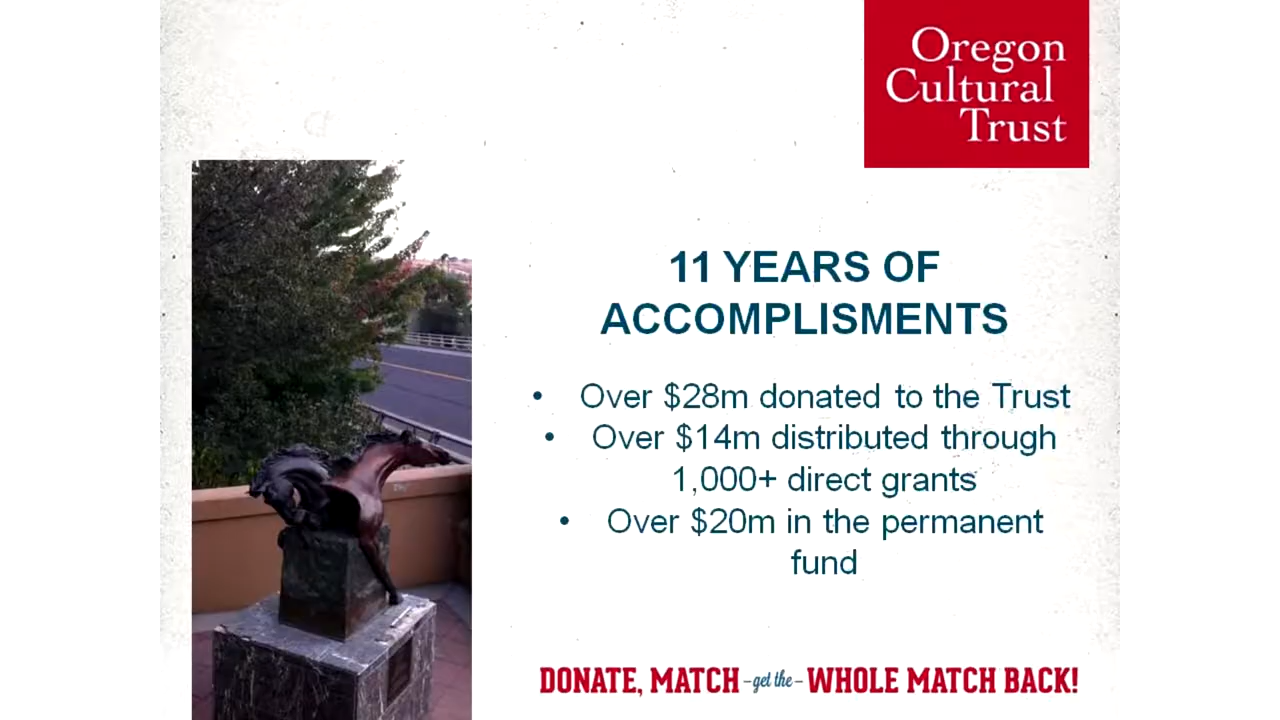 Oregon
Cultural
Trust
11 YEARS OF
ACCOMPLISMENTS
• Over $28m donated to the Trust
• Over $14m distributed through
1,000+ direct grants
• Over $20m in the permanent
fund
DONATE, MATCH -get the- WHOLE MATCH BACK!